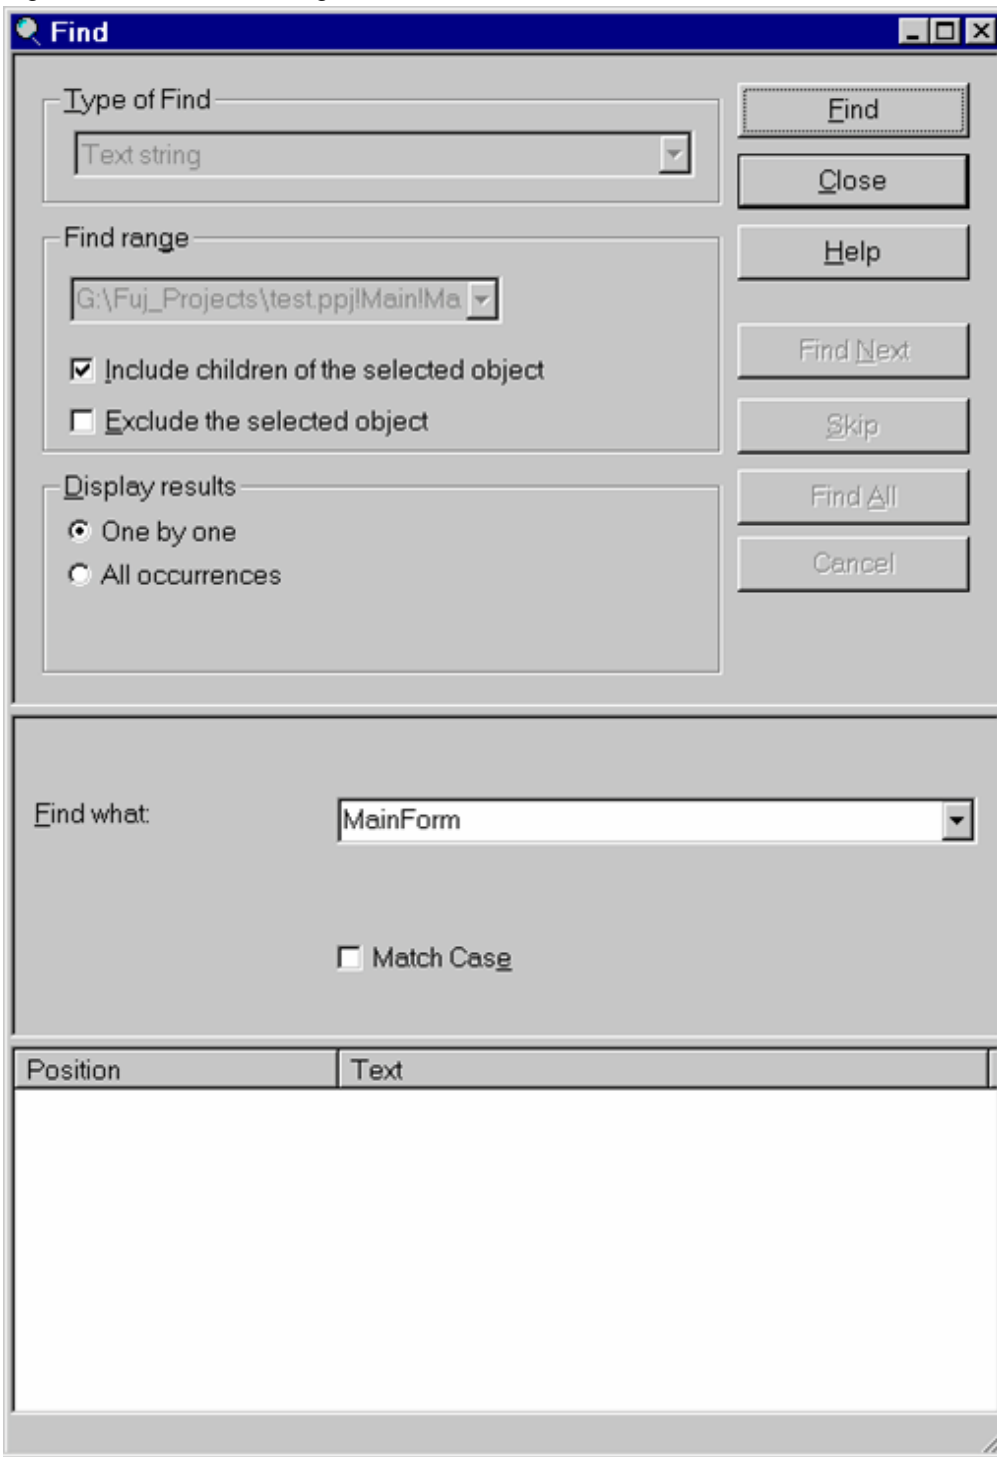 Find
Type of Find
Text string
Find range
G:\Fuj_Projects\test.ppj!Main!Ma
Include children of the selected object
Exclude the selected object
Display results
One by one
All occurrences
Find
Close
Help
Find Next
Skip
Find All
Cancel
Find what:
MainForm
Match Case
Position Text